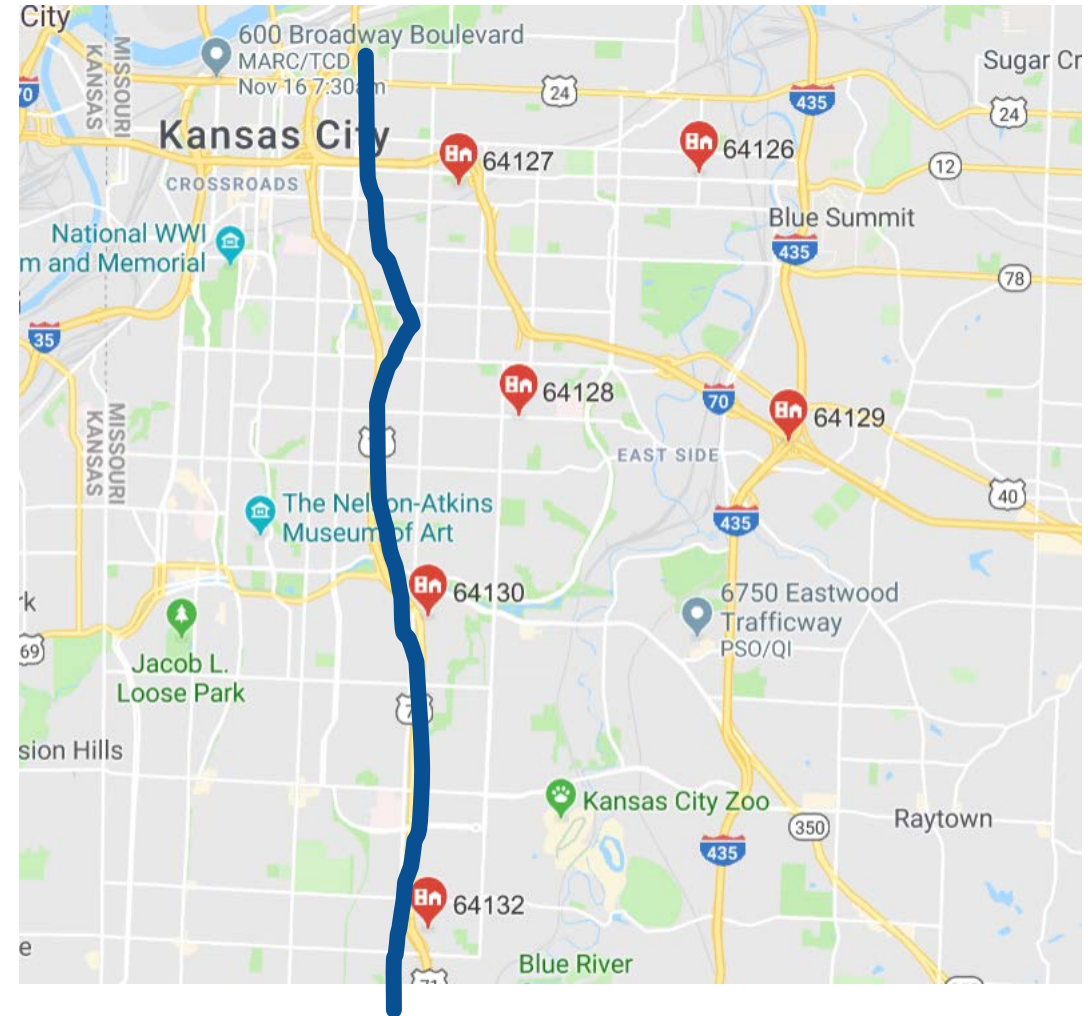 City
600 Broadway Boulevard
MARC/TCD
Nov 16 7:30am
MISSOURI
KANSAS
70
24
435
Sugar Cr
24
Kansas City
64127
64126
12
CROSSROADS
Blue Summit
National WWI
m and Memorial
435
78
35
64128
70
64129
MISSOURI
KANSAS
EAST SIDE
The Nelson-Atkins
Museum of Art
40
435
64130
6750 Eastwood
Trafficway
PSO/QI
rk
69
Jacob L.
Loose Park
sion Hills
Kansas City Zoo
350
Raytown
435
64132
e
Blue River
71